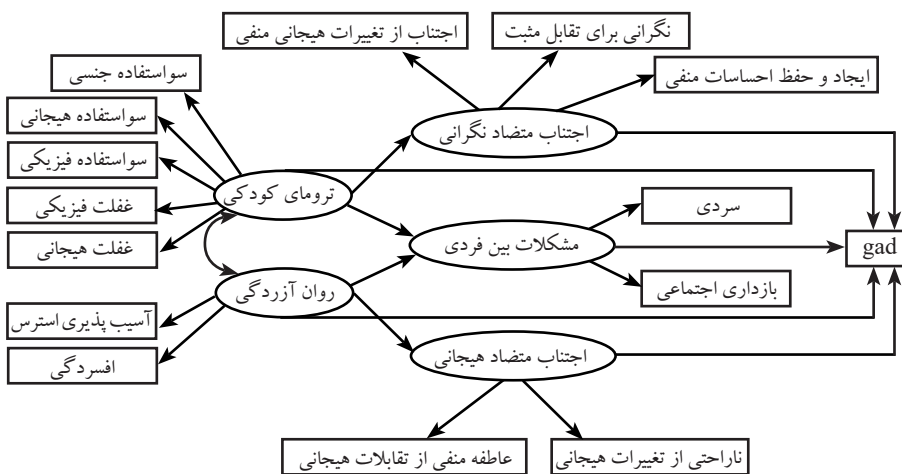 نگرانی برای تقابل مثبت
اجتناب از تغییرات هیجانی منفی
ایجاد و حفظ احساسات منفی
سواستفاده جنسی
سواستفاده هیجانی
سواستفاده فیزیکی
غفلت فیزیکی
غفلت هیجانی
اجتناب متضاد نگرانی
ترومای کودکی
سردی
مشکلات بین فردی
gad
بازداری اجتماعی
روان آزردگی
آسیب پذیری استرس
افسردگی
اجتناب متضاد هیجانی
ناراحتی از تغییرات هیجانی
عاطفه منفی از تقابلات هیجانی